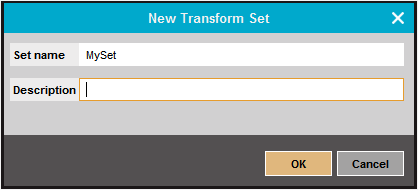 New Transform Set
Set name MySet
Description
OK Cancel